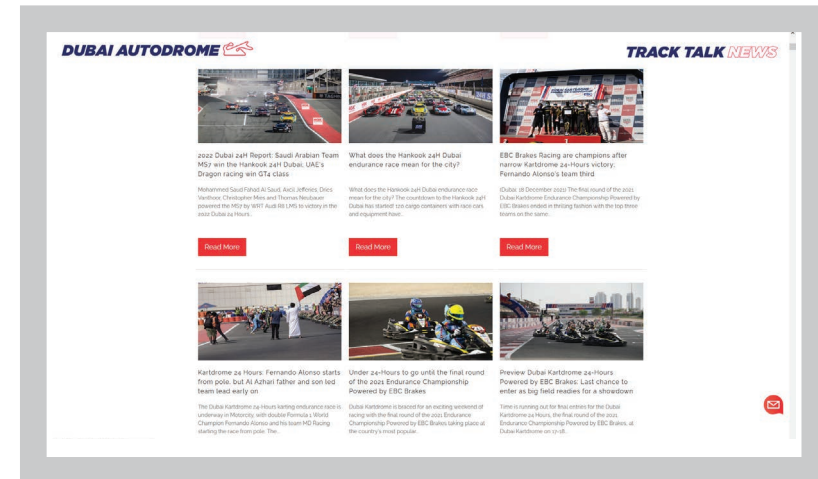 DUBAI AUTODROME
TRACK TALK NEWS
2022 Dubai 24H Report: Saudi Arabian Team
MS7 win the Hankook 24H Dubai, UAE's
Dragon racing win GT4 class
Mohammed Saud Fahad Al Saud, Axcil Jefferies, Dries
Vanthoor, Christopher Mies and Thomas Neubauer
powered the MS7 by WRT Audi R8 LMS to victory in the
2022 Dubai 24 Hours.
Read More
What does the Hankook 24H Dubai
endurance race mean for the city?
What does the Hankook 24H Dubai endurance race
mean for the city? The countdown to the Hankook 24H
Dubai has started! 120 cargo containers with race cars
and equipment have...
Read More
EBC Brakes Racing are champions after
narrow Kartdrome 24-Hours victory;
Fernando Alonso's team third
(Dubai, 18 December 2021) The final round of the 2021
Dubai Kartdrome Endurance Championship Powered by
EBC Brakes ended in thrilling fashion with the top three
teams on the same...
Read More
Kartdrome 24 Hours: Fernando Alonso starts
from pole, but Al Azhari father and son led
team lead early on
The Dubai Kartdrome 24-Hours karting endurance race is
underway in Motorcity, with double Formula 1 World
Champion Fernando Alonso and his team MD Racing
starting the race from pole. The...
Under 24-Hours to go until the final round
of the 2021 Endurance Championship
Powered by EBC Brakes
Dubai Kartdrome is braced for an exciting weekend of
racing with the final round of the 2021 Endurance
Championship Powered by EBC Brakes taking place at
the country's most popular...
Preview Dubai Kartdrome 24-Hours
Powered by EBC Brakes: Last chance to
enter as big field readies for a showdown
Time is running out for final entries for the Dubai
Kartdrome 24 Hours, the final round of the 2021
Endurance Championship Powered by EBC Brakes, at
Dubai Kartdrome on 17-18...